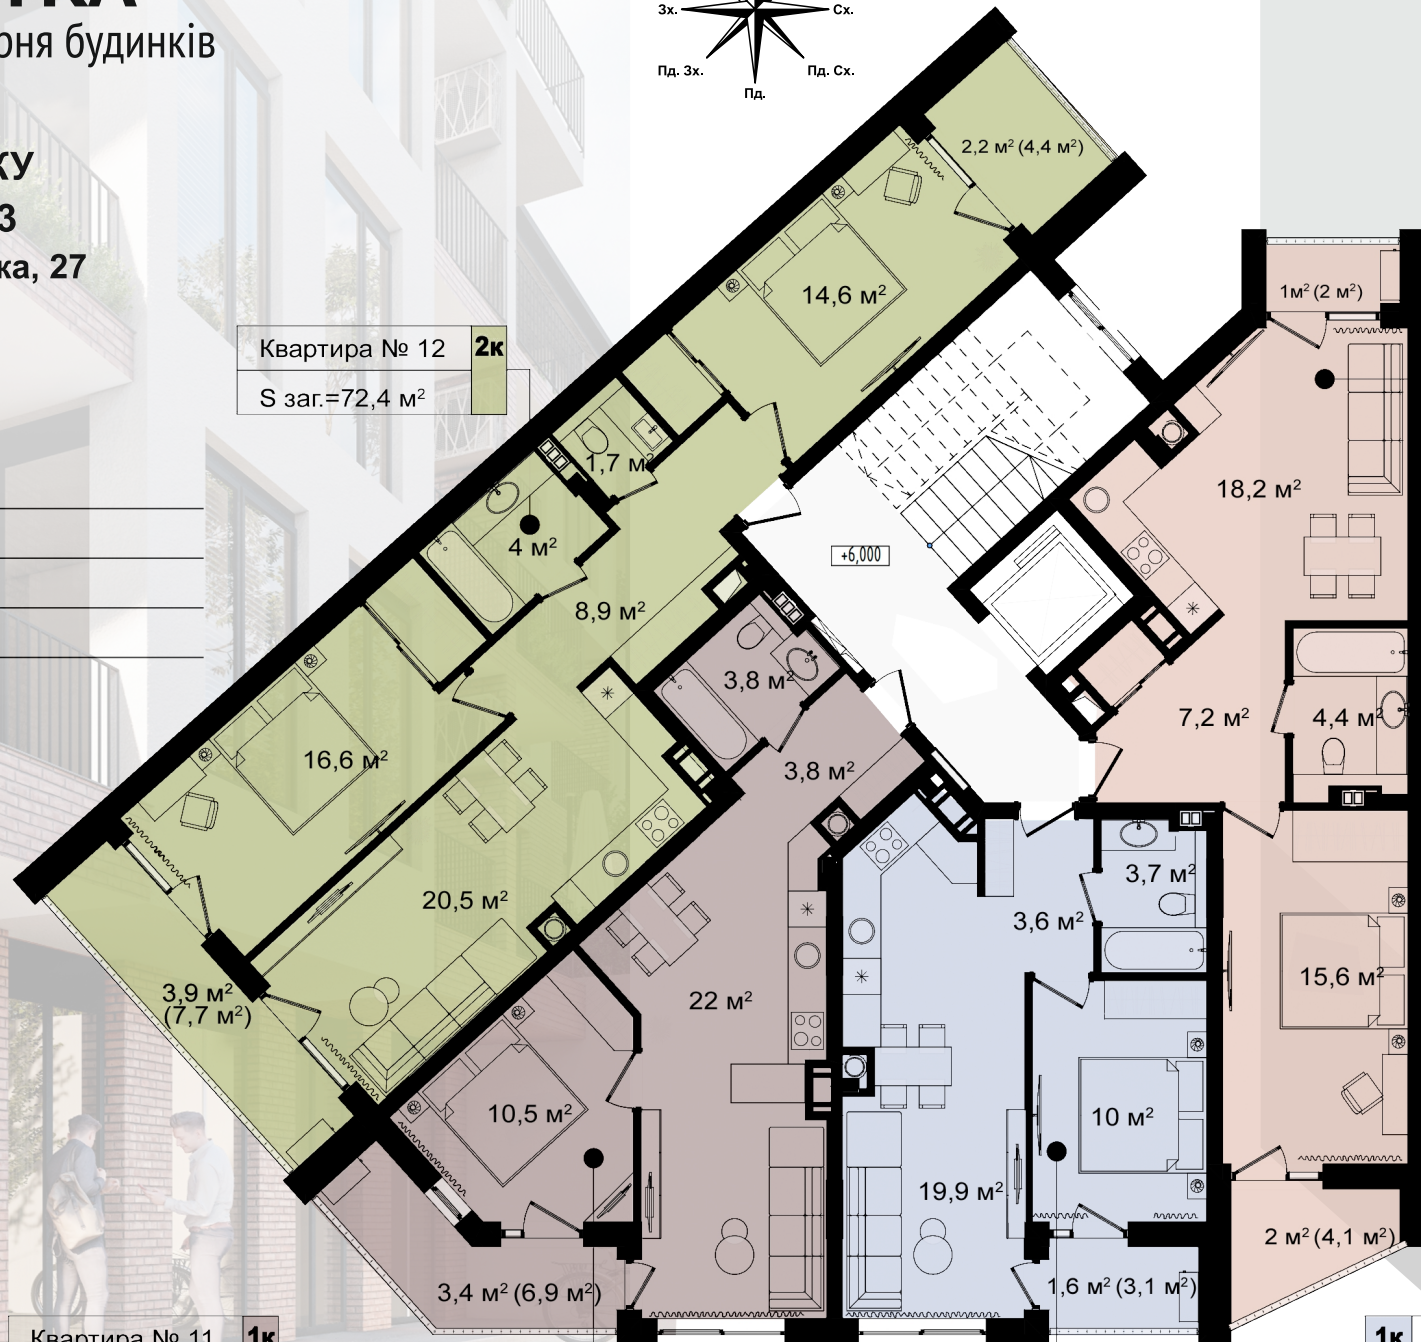 рня будинків
Зх.
Сх.
Пд. Зх.
Пд. Сх.
Пд.
КУ
3
ка, 27
Квартира № 12 2к
S заг.=72,4 м²
2,2 м² (4,4 м²)
14,6 м²
1м² (2 м²)
1,7 м²
18,2 м²
4 м²
+6,000
8,9 м²
3,8 м²
7,2 м²
4,4 м²
16,6 м²
3,8 м²
20,5 м²
3,7 м²
3,6 м²
3,9 м²
(7,7 м²)
22 м²
15,6 м²
10,5 м²
10 м²
19,9 м²
2 м² (4,1 м²)
3,4 м² (6,9 м²)
1,6 м² (3,1 м²)
Квартира № 11 1к
1к